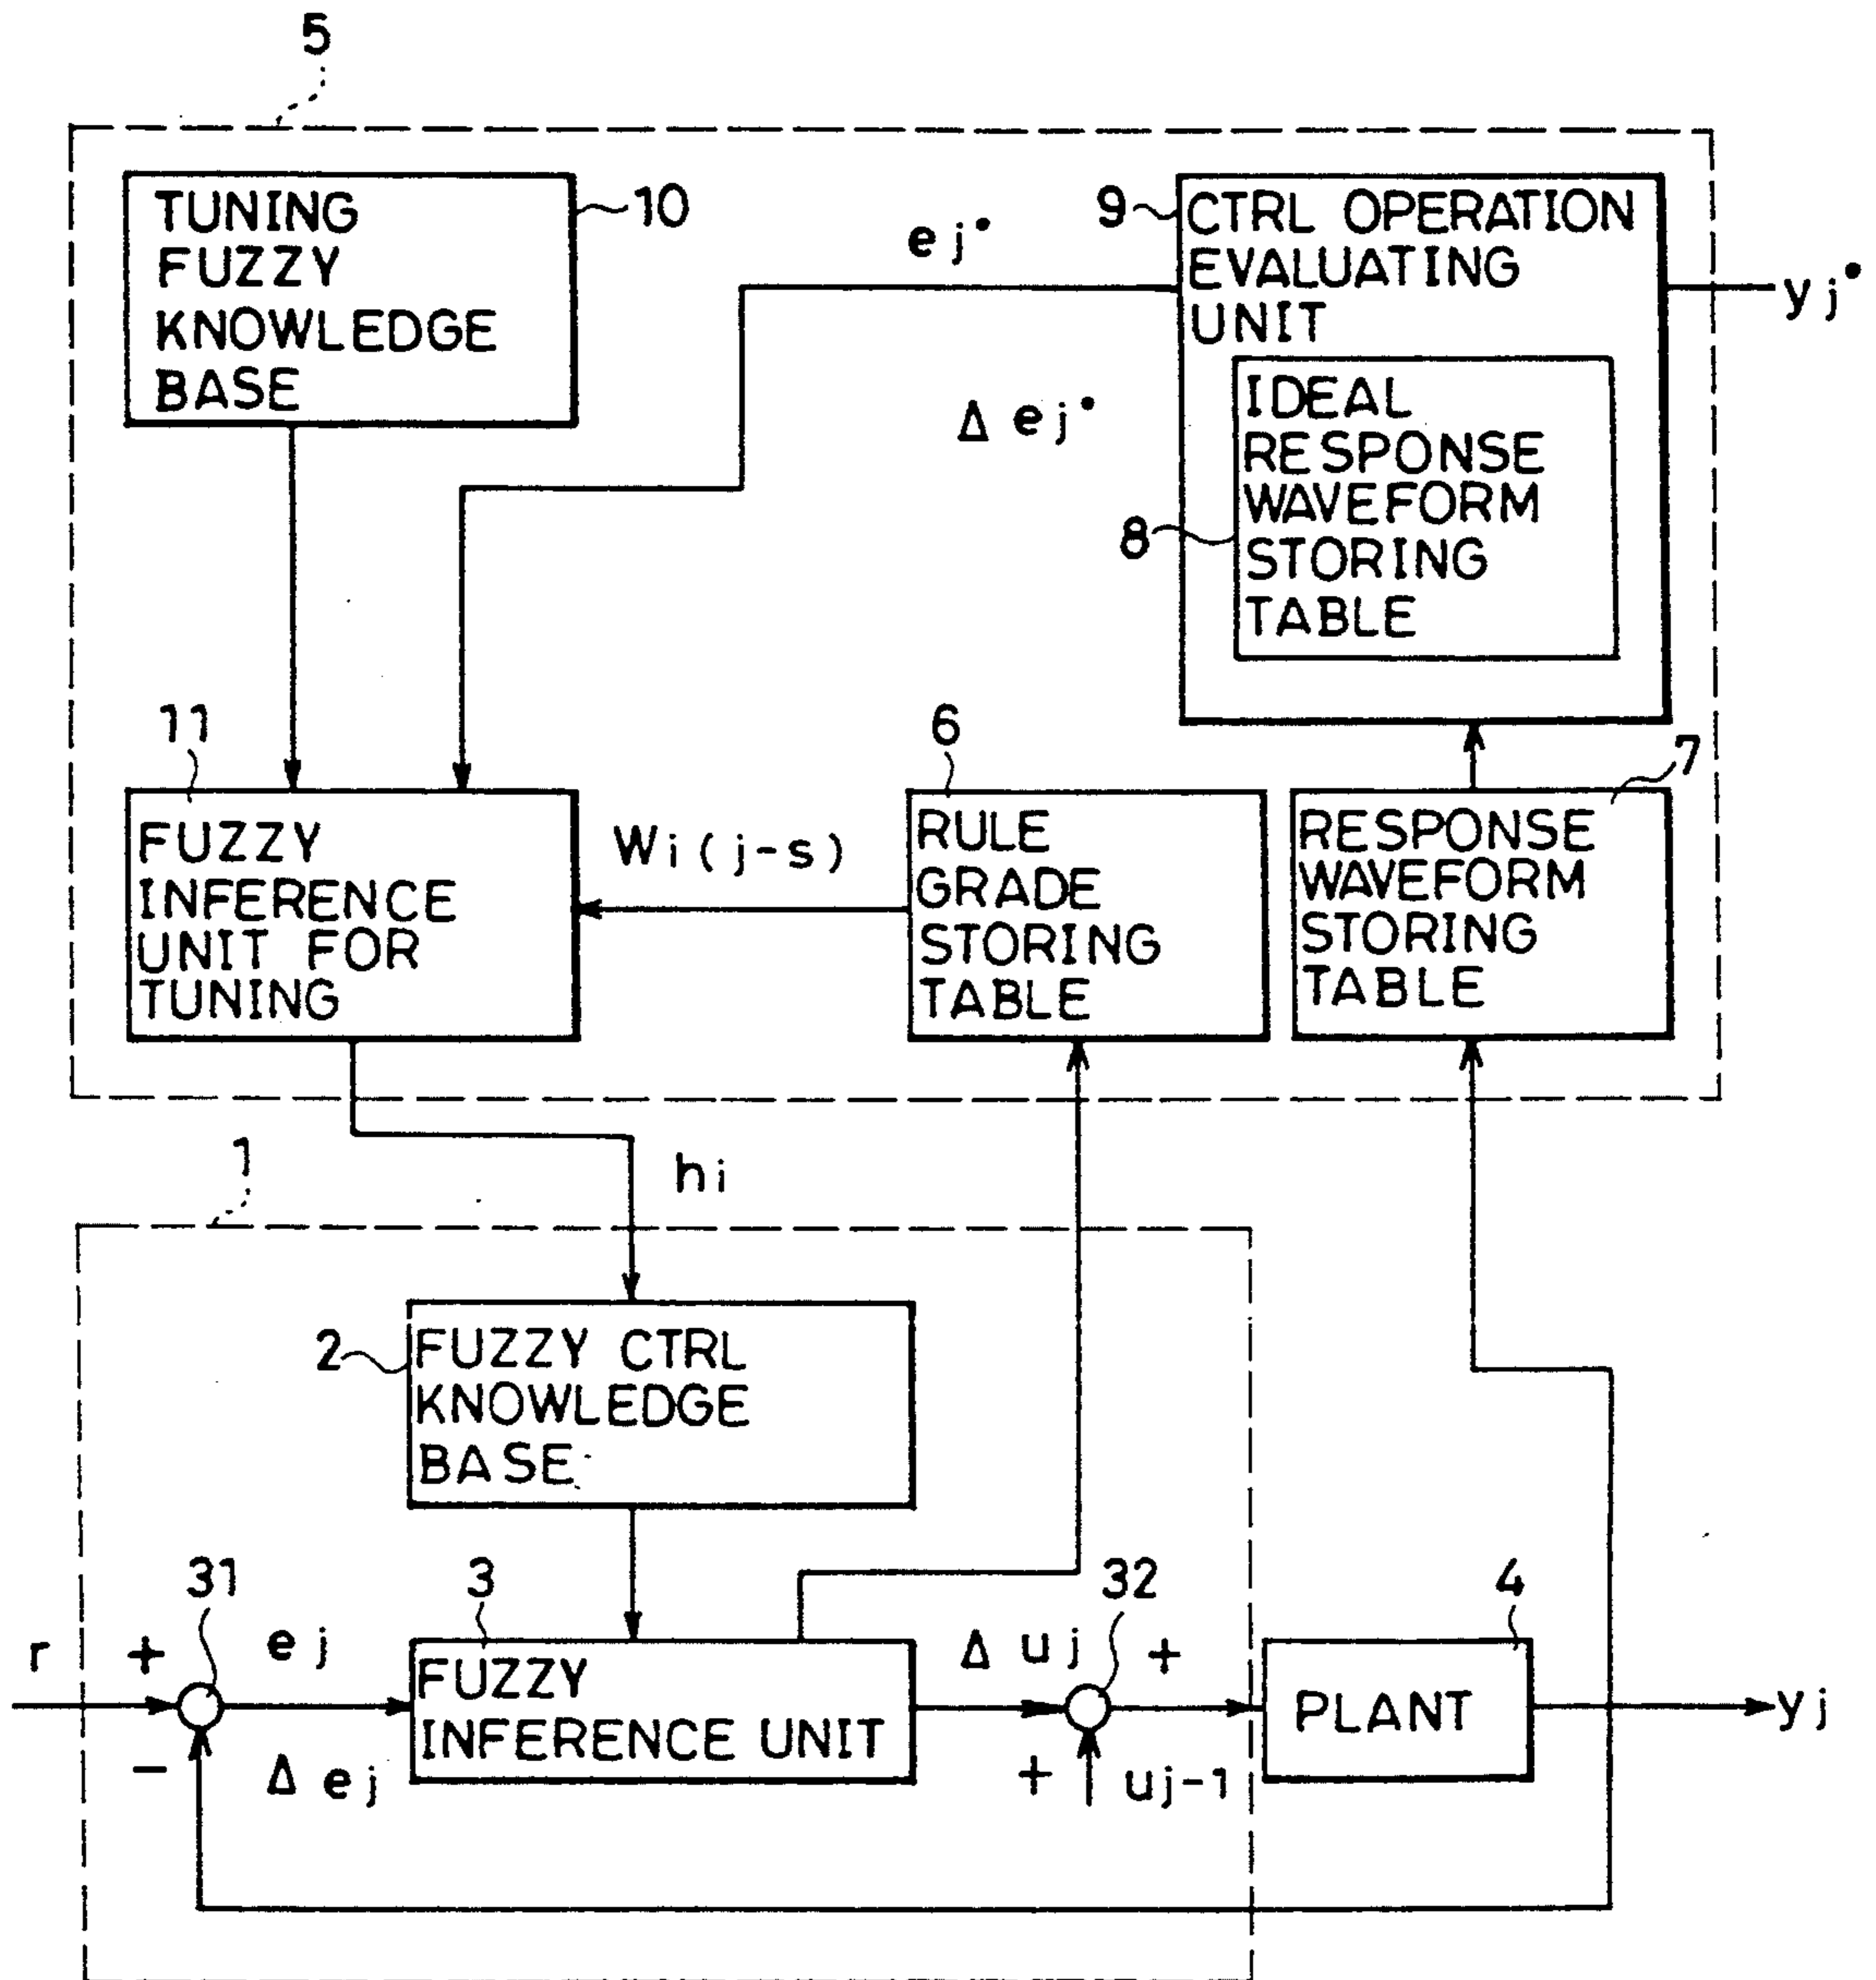 5
TUNING
FUZZY
KNOWLEDGE
BASE
10
ej*
Δ ej*
9
CTRL OPERATION
EVALUATING
UNIT
yj*
8
IDEAL
RESPONSE
WAVEFORM
STORING
TABLE
11
FUZZY
INFERENCE
UNIT FOR
TUNING
Wi(j-s)
6
RULE
GRADE
STORING
TABLE
7
RESPONSE
WAVEFORM
STORING
TABLE
1
hi
2
FUZZY CTRL
KNOWLEDGE
BASE
31
3
32
4
r
+
ej
FUZZY
INFERENCE UNIT
Δ uj
+
PLANT
yj
−
Δ ej
+
uj-1